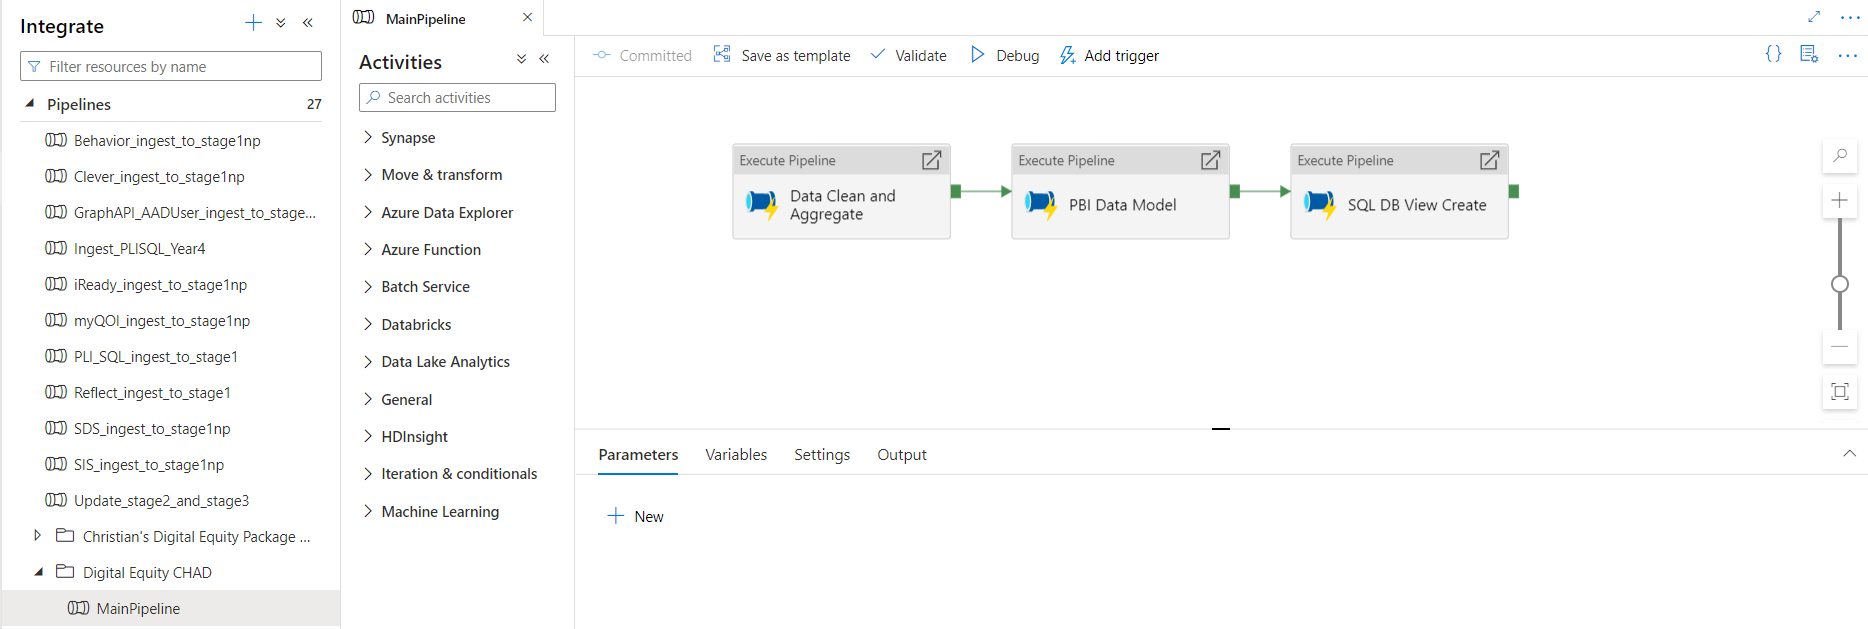 Integrate
Filter resources by name
Pipelines 27
Behavior_ingest_to_stage1np
Clever_ingest_to_stage1np
GraphAPI_AADUser_ingest_to_stage...
Ingest_PLISQL_Year4
iReady_ingest_to_stage1np
myQOI_ingest_to_stage1np
PLI_SQL_ingest_to_stage1
Reflect_ingest_to_stage1
SDS_ingest_to_stage1np
SIS_ingest_to_stage1np
Update_stage2_and_stage3
Christian's Digital Equity Package ...
Digital Equity CHAD
MainPipeline
MainPipeline
Activities
Search activities
Synapse
Move & transform
Azure Data Explorer
Azure Function
Batch Service
Databricks
Data Lake Analytics
General
HDInsight
Iteration & conditionals
Machine Learning
Committed Save as template Validate Debug Add trigger
Execute Pipeline
Data Clean and
Aggregate
Execute Pipeline
PBI Data Model
Execute Pipeline
SQL DB View Create
Parameters Variables Settings Output
New